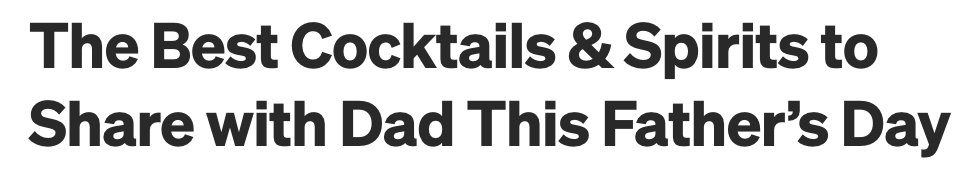 The Best Cocktails & Spirits to
Share with Dad This Father’s Day